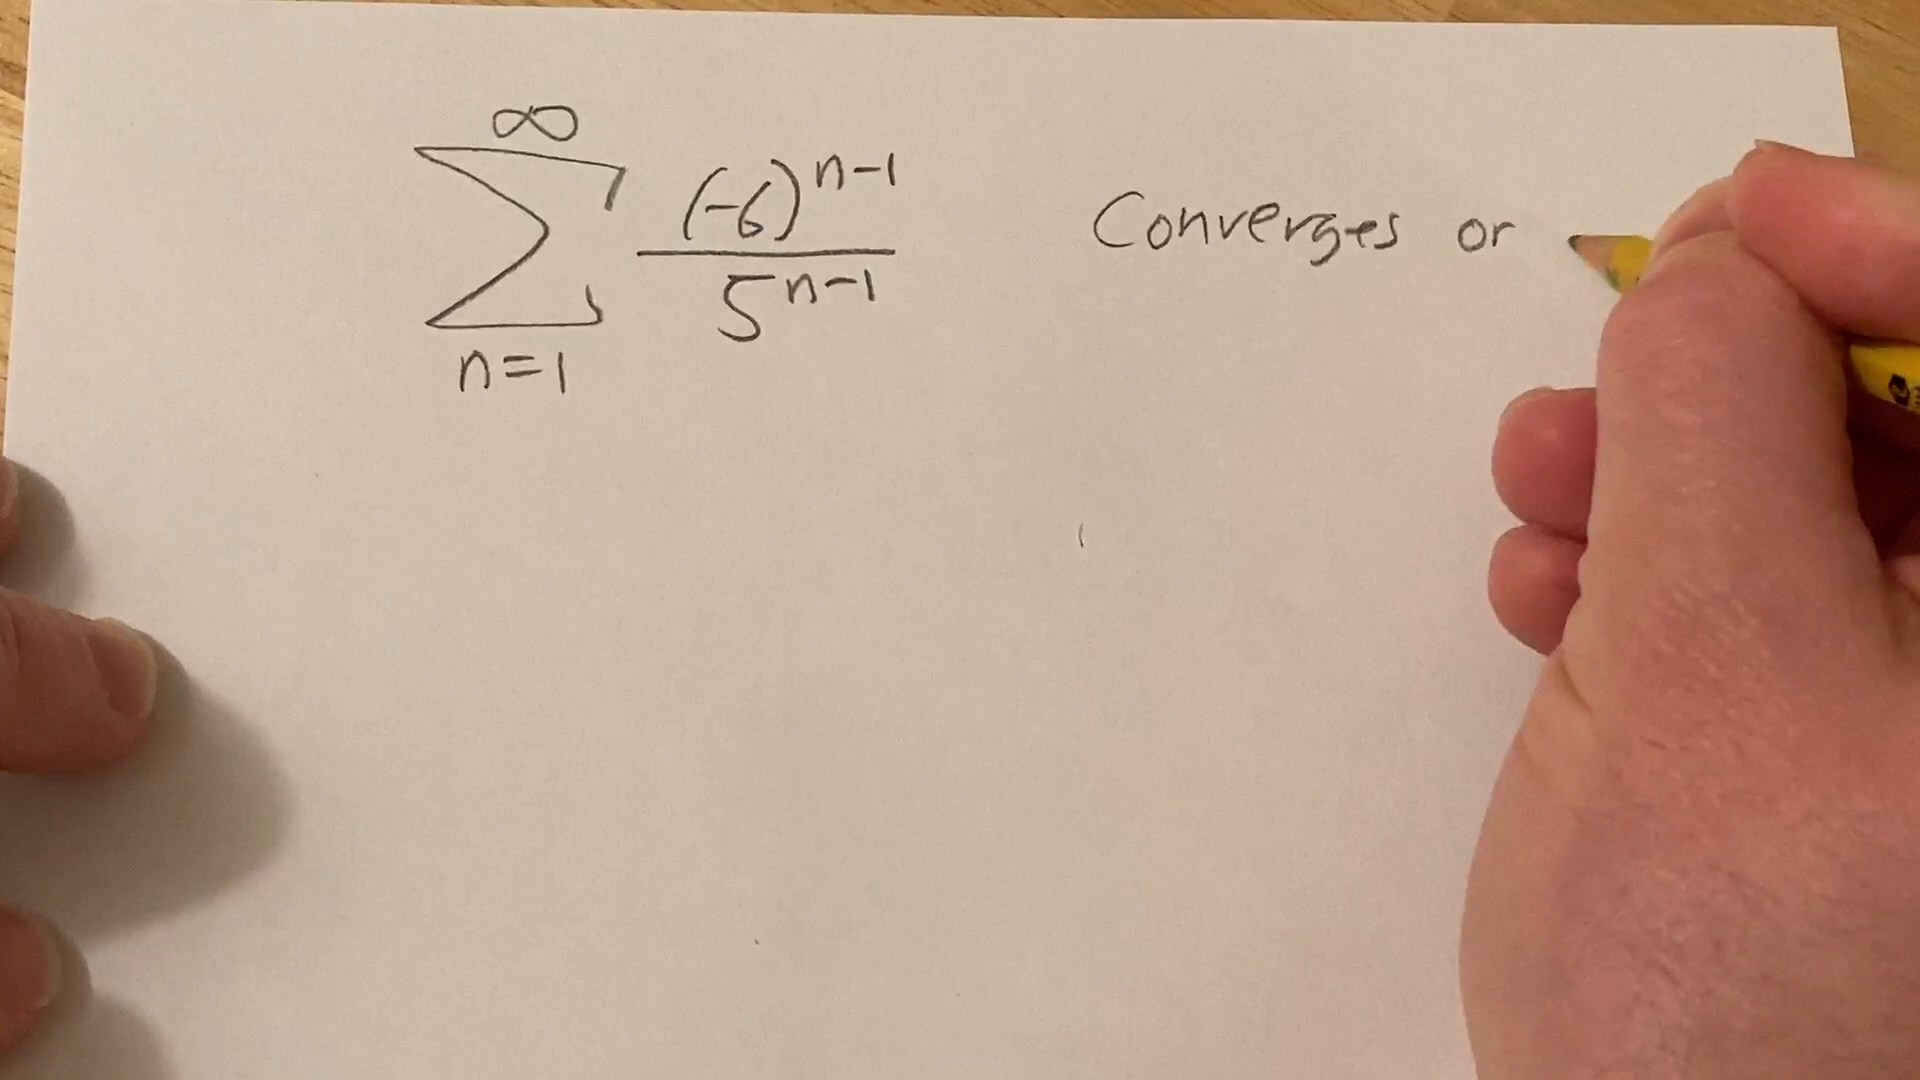 ∞
∑ (-6)^{n-1} / 5^{n-1} Converges or
n=1